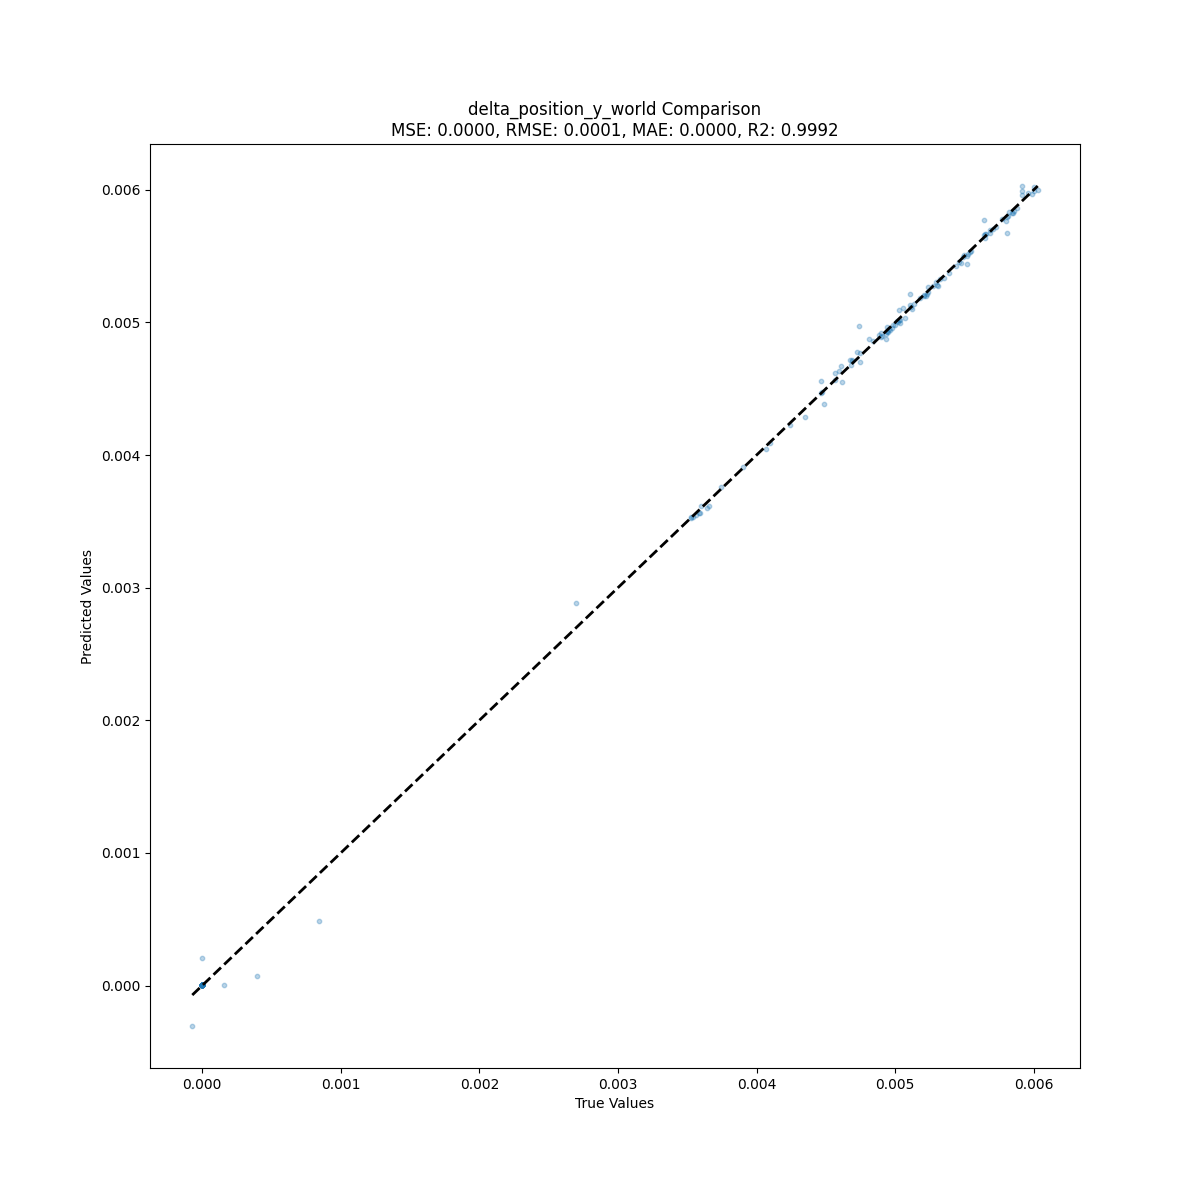 delta_position_y_world Comparison
MSE: 0.0000, RMSE: 0.0001, MAE: 0.0000, R2: 0.9992
0.006
0.005
0.004
0.003
0.002
0.001
0.000
Predicted Values
0.000 0.001 0.002 0.003 0.004 0.005 0.006
True Values